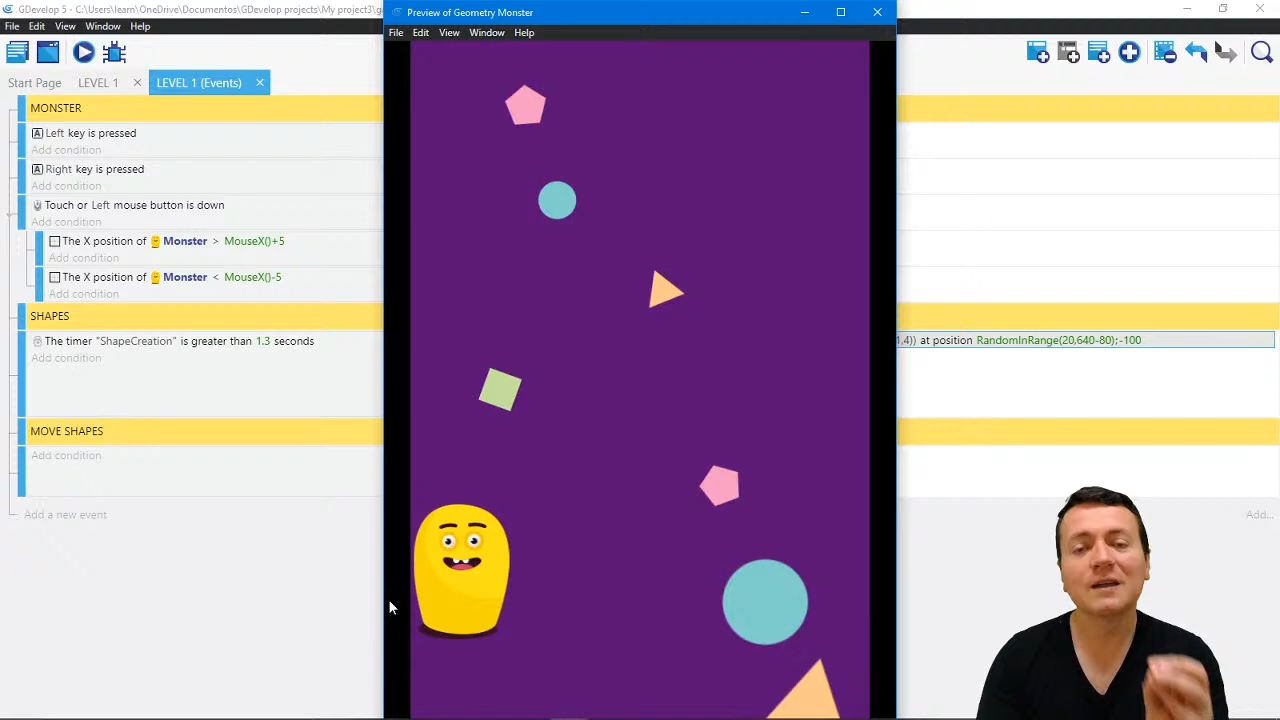 GDevelop 5 - C:\Users\learn\OneDrive\Documentos\GDevelop projects\My project3\g
Preview of Geometry Monster
File Edit View Window Help
File Edit View Window Help
Start Page LEVEL 1 × LEVEL 1 (Events) ×
MONSTER
Left key is pressed
Add condition
Right key is pressed
Add condition
Touch or Left mouse button is down
Add condition
The X position of Monster > MouseX()+5
Add condition
The X position of Monster < MouseX()-5
Add condition
SHAPES
The timer "ShapeCreation" is greater than 1.3 seconds
1,4)) at position RandomInRange(20,640-80);-100
Add condition
MOVE SHAPES
Add condition
Add a new event
Add...